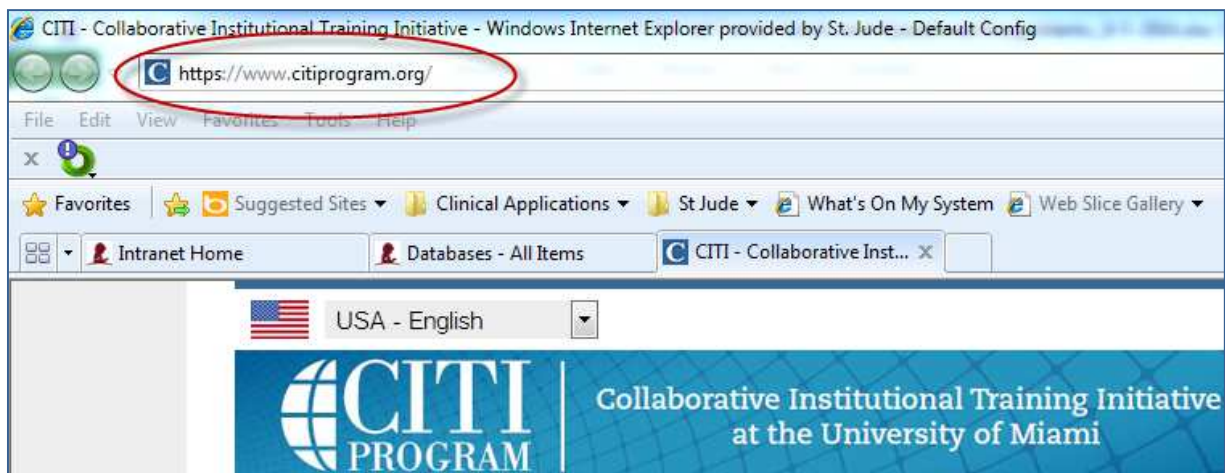 CITI - Collaborative Institutional Training Initiative - Windows Internet Explorer provided by St. Jude - Default Config
https://www.citiprogram.org/
File Edit View Favorites Tools Help
x
Favorites Suggested Sites Clinical Applications St Jude What's On My System Web Slice Gallery
Intranet Home Databases - All Items CITI - Collaborative Inst... x
USA - English
CITI PROGRAM
Collaborative Institutional Training Initiative
at the University of Miami